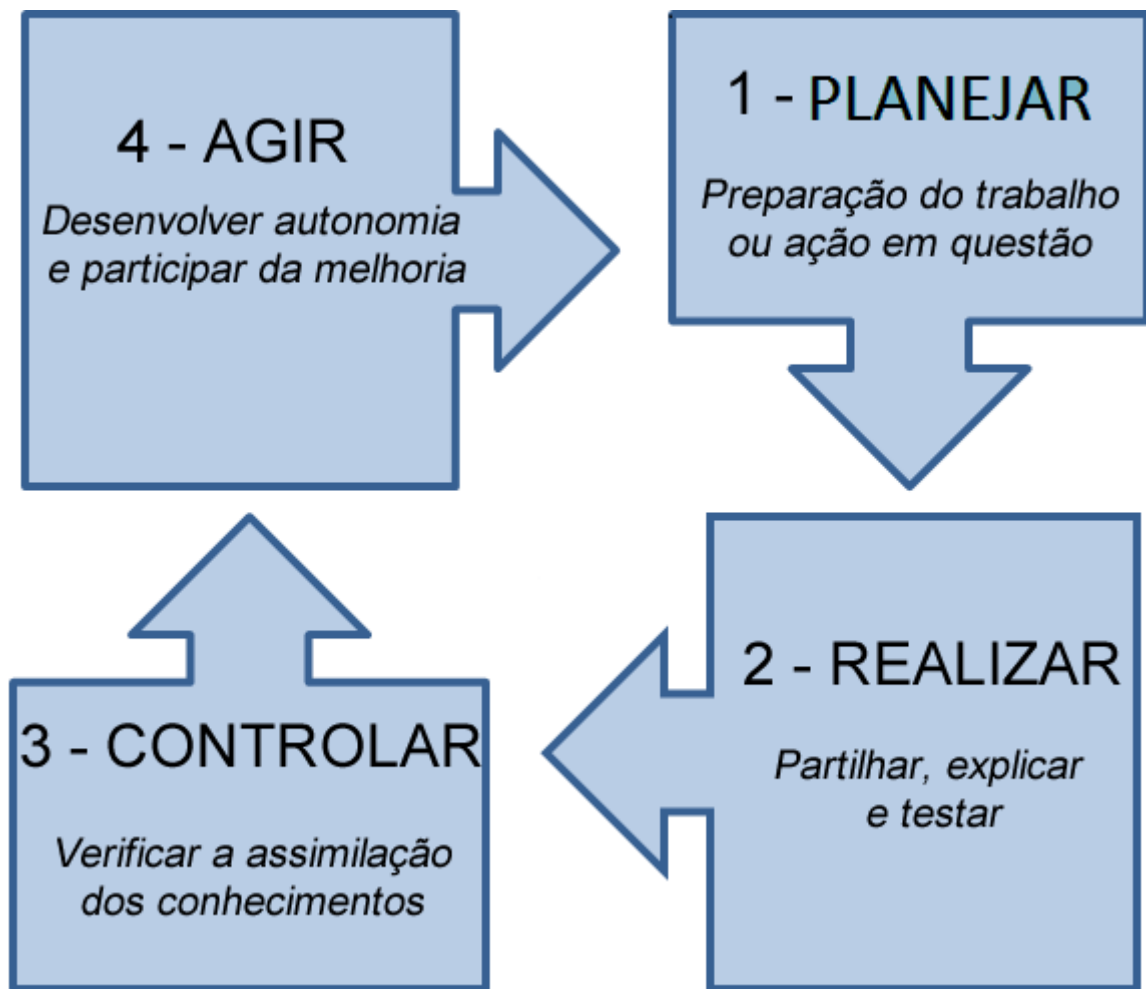 1 - PLANEJAR
Preparação do trabalho
ou ação em questão
2 - REALIZAR
Partilhar, explicar
e testar
3 - CONTROLAR
Verificar a assimilação
dos conhecimentos
4 - AGIR
Desenvolver autonomia
e participar da melhoria